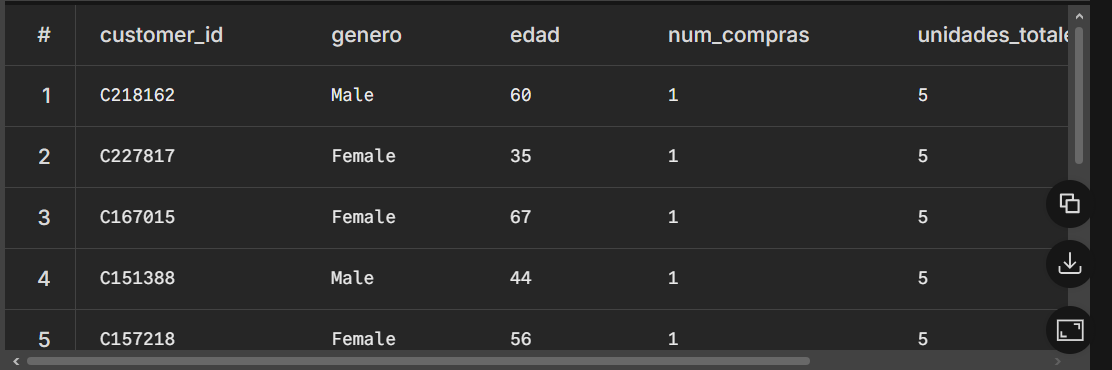 # customer_id genero edad num_compras unidades_totale
1 C218162 Male 60 1 5
2 C227817 Female 35 1 5
3 C167015 Female 67 1 5
4 C151388 Male 44 1 5
5 C157218 Female 56 1 5